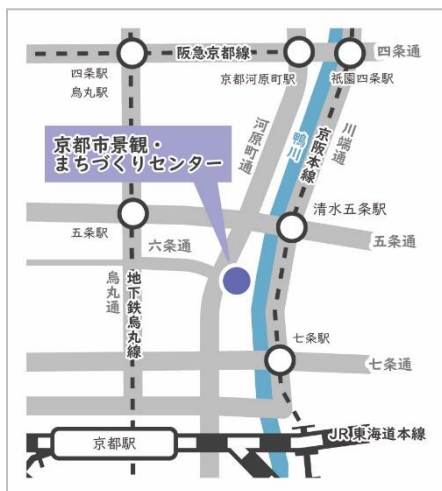 阪急京都線
四条通
四条駅
烏丸駅
京都河原町駅
祇園四条駅
京都市景観・
まちづくりセンター
河原町通
鴨川
京阪本線
川端通
清水五条駅
五条駅
六条通
五条通
烏丸通
地下鉄烏丸線
七条駅
七条通
京都駅
JR東海道本線